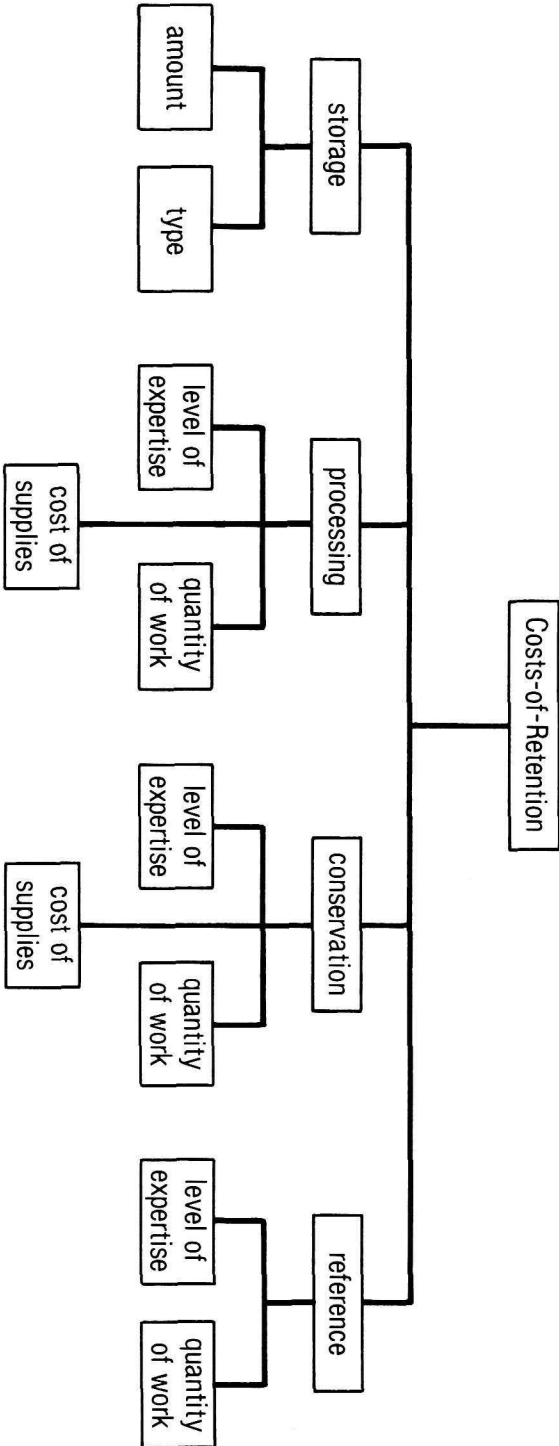 Costs-of-Retention
storage
processing
conservation
reference
amount
type
level of
expertise
quantity
of work
level of
expertise
quantity
of work
level of
expertise
quantity
of work
cost of
supplies
cost of
supplies